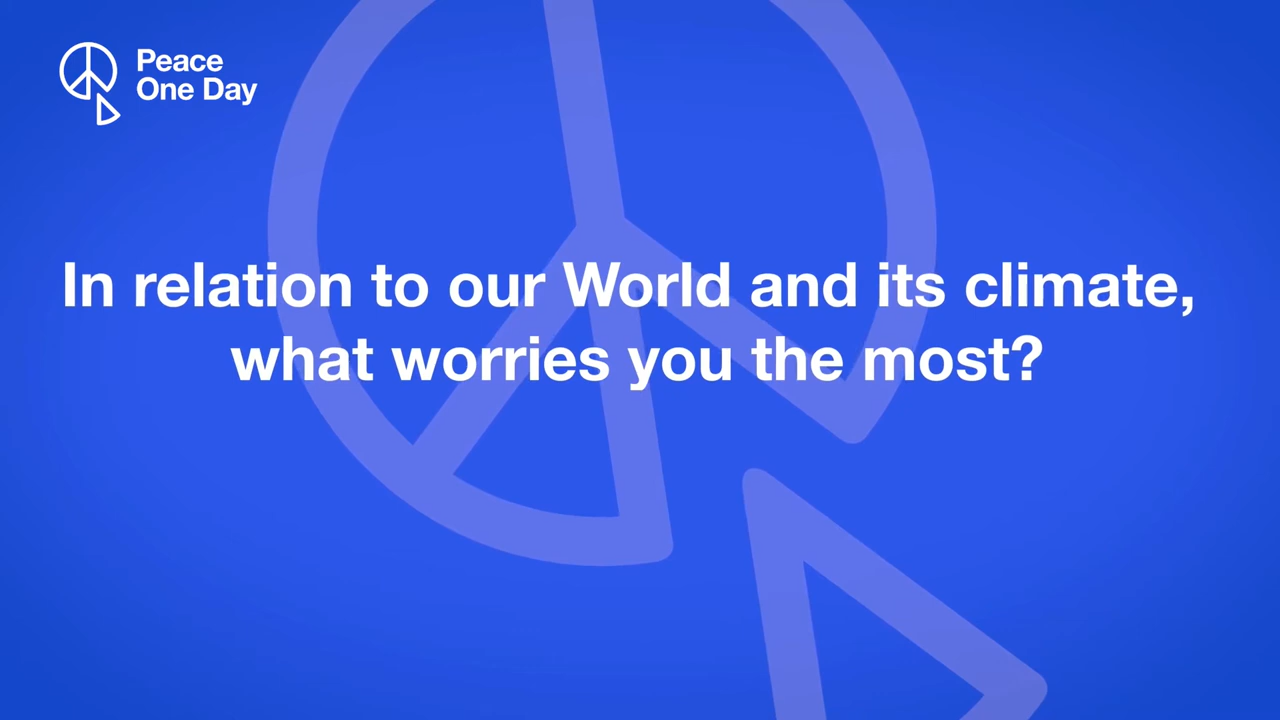 Peace
One Day
In relation to our World and its climate,
what worries you the most?